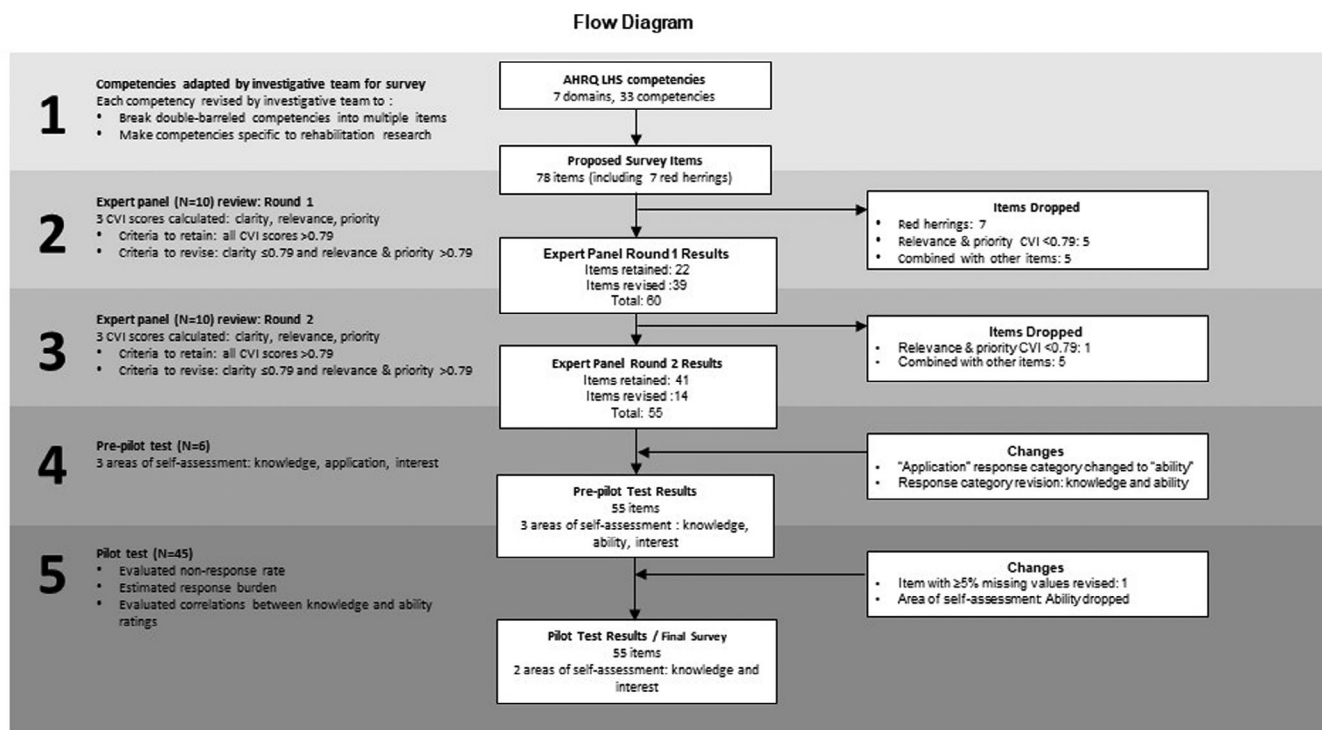 Flow Diagram
1
Competencies adapted by investigative team for survey
Each competency revised by investigative team to :
• Break double-barreled competencies into multiple items
• Make competencies specific to rehabilitation research
AHRQ LHS competencies
7 domains, 33 competencies
Proposed Survey Items
78 items (including 7 red herrings)
2
Expert panel (N=10) review: Round 1
3 CVI scores calculated: clarity, relevance, priority
• Criteria to retain: all CVI scores >0.79
• Criteria to revise: clarity ≤0.79 and relevance & priority >0.79
Items Dropped
• Red herrings: 7
• Relevance & priority CVI <0.79: 5
• Combined with other items: 5
Expert Panel Round 1 Results
Items retained: 22
Items revised :39
Total: 60
3
Expert panel (N=10) review: Round 2
3 CVI scores calculated: clarity, relevance, priority
• Criteria to retain: all CVI scores >0.79
• Criteria to revise: clarity ≤0.79 and relevance & priority >0.79
Items Dropped
• Relevance & priority CVI <0.79: 1
• Combined with other items: 5
Expert Panel Round 2 Results
Items retained: 41
Items revised :14
Total: 55
4
Pre-pilot test (N=6)
3 areas of self-assessment: knowledge, application, interest
Changes
• "Application" response category changed to "ability"
• Response category revision: knowledge and ability
Pre-pilot Test Results
55 items
3 areas of self-assessment : knowledge,
ability, interest
5
Pilot test (N=45)
• Evaluated non-response rate
• Estimated response burden
• Evaluated correlations between knowledge and ability
ratings
Changes
• Item with ≥5% missing values revised: 1
• Area of self-assessment: Ability dropped
Pilot Test Results / Final Survey
55 items
2 areas of self-assessment: knowledge and
interest